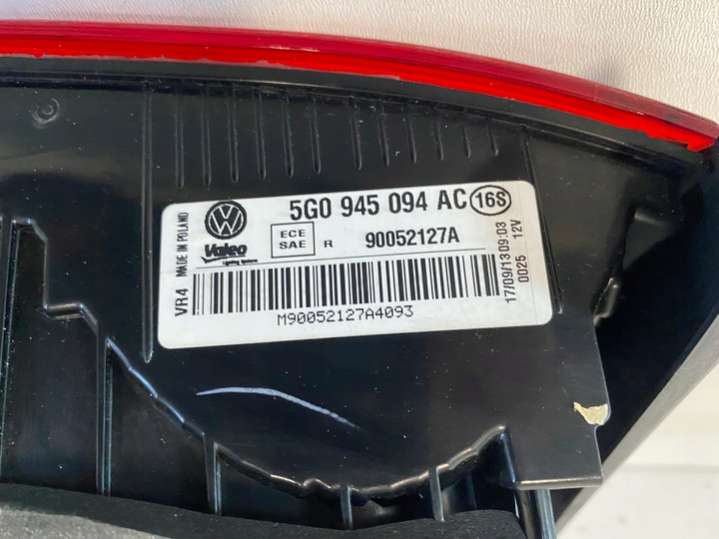 5G0 945 094 AC 16S
VW
Valeo
ECE
SAE
R
90052127A
M90052127A4093
VR4 MADE IN POLAND
17/09/13 09:03
0025 12V